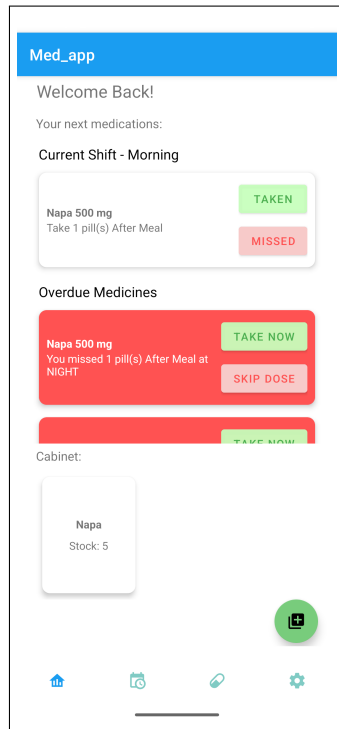 Med_app
Welcome Back!
Your next medications:
Current Shift - Morning
Napa 500 mg
Take 1 pill(s) After Meal
TAKEN
MISSED
Overdue Medicines
Napa 500 mg
You missed 1 pill(s) After Meal at
NIGHT
TAKE NOW
SKIP DOSE
TAKE NOW
Cabinet:
Napa
Stock: 5